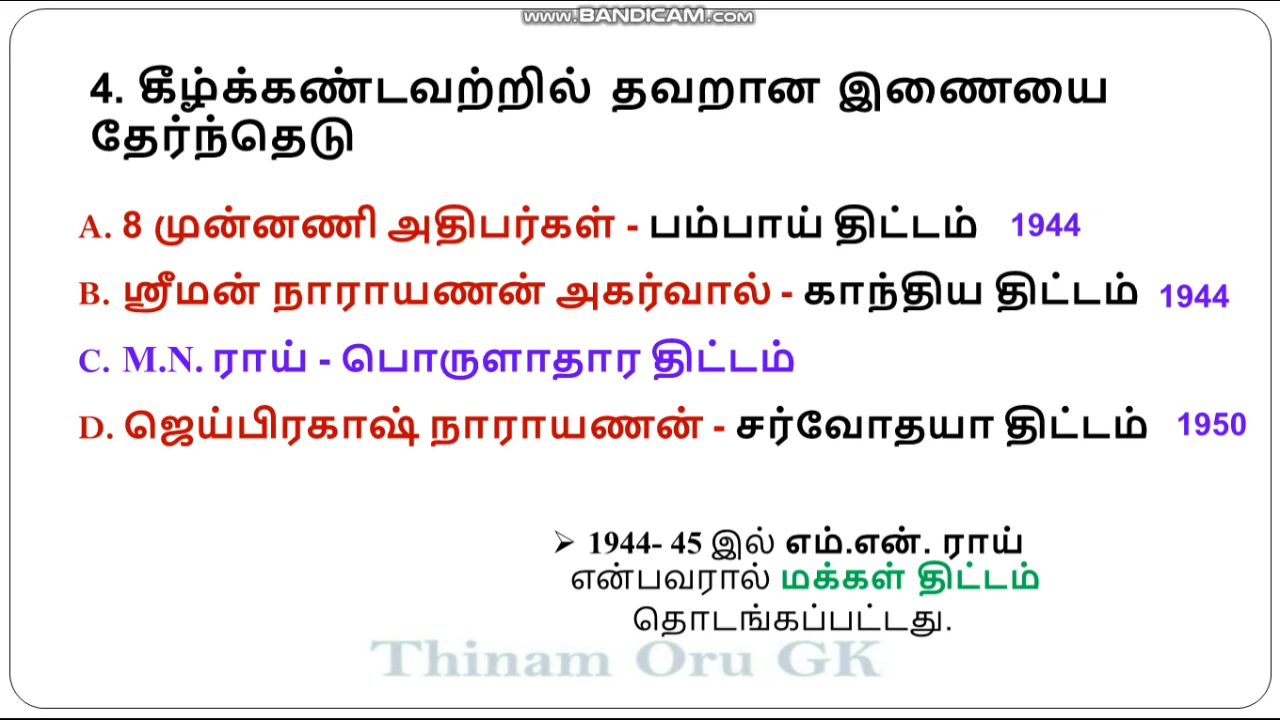 www.BANDICAM.com
4. கீழ்க்கண்டவற்றில் தவறான இணையை
தேர்ந்தெடு
A. 8 முன்னணி அதிபர்கள் - பம்பாய் திட்டம் 1944
B. ஸ்ரீமன் நாராயணன் அகர்வால் - காந்திய திட்டம் 1944
C. M.N. ராய் - பொருளாதார திட்டம்
D. ஜெய்பிரகாஷ் நாராயணன் - சர்வோதயா திட்டம் 1950
➢ 1944- 45 இல் எம்.என். ராய்
என்பவரால் மக்கள் திட்டம்
தொடங்கப்பட்டது.
Thinam Oru GK